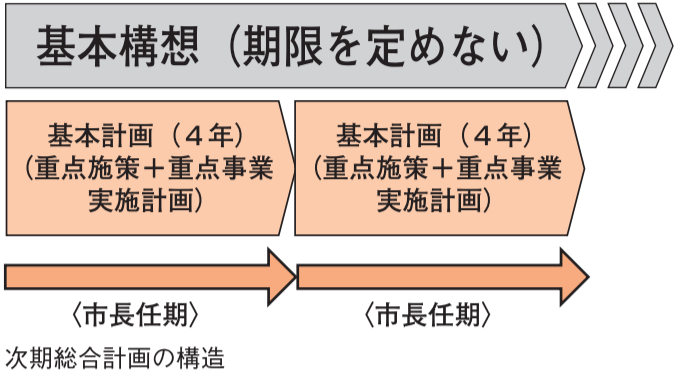 基本構想（期限を定めない）
基本計画（４年）
（重点施策＋重点事業
実施計画）
基本計画（４年）
（重点施策＋重点事業
実施計画）
〈市長任期〉
〈市長任期〉
次期総合計画の構造